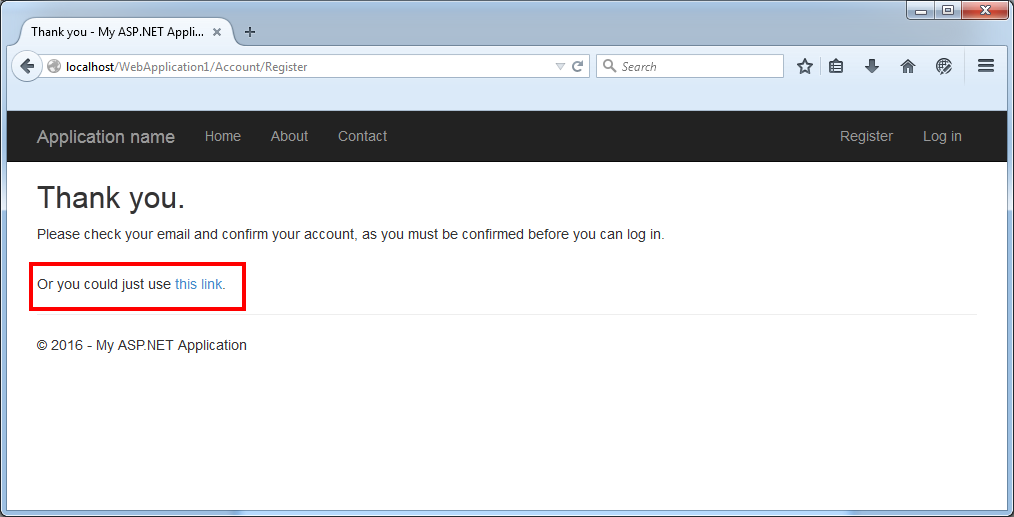 Thank you - My ASP.NET Appli...
localhost/WebApplication1/Account/Register
Search
Application name Home About Contact Register Log in
Thank you.
Please check your email and confirm your account, as you must be confirmed before you can log in.
Or you could just use this link.
© 2016 - My ASP.NET Application